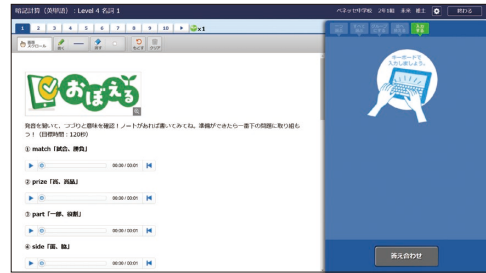 暗記計算（英単語）：Level 4 名詞 1
ベネッセ中学校 2年1組
終わる
1 2 3 4 5 6 7 8 9 10 x1
おぼえる
発音を聞いて、つづりと意味を確認！ノートがあれば書いてみてね。準備ができたら一番下の問題に取り組も
う！（目標時間：120秒）
① match「試合、勝負」
00:00 / 00:01
② prize「賞、賞品」
00:00 / 00:01
③ part「一部、役割」
00:00 / 00:01
④ side「面、脇」
00:00 / 00:01
キーボードで
入力しましょう。
答え合わせ